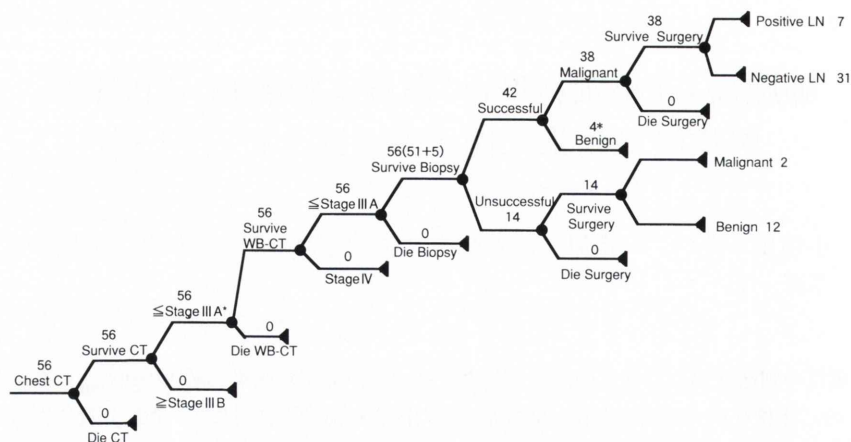 56
Chest CT
0
Die CT
56
Survive CT
0
≧Stage III B
56
≦Stage III A*
0
Die WB-CT
56
Survive
WB-CT
0
Stage IV
56
≦Stage III A
0
Die Biopsy
56(51+5)
Survive Biopsy
42
Successful
Unsuccessful
14
38
Malignant
4*
Benign
38
Survive Surgery
0
Die Surgery
Positive LN 7
Negative LN 31
14
Survive
Surgery
0
Die Surgery
Malignant 2
Benign 12